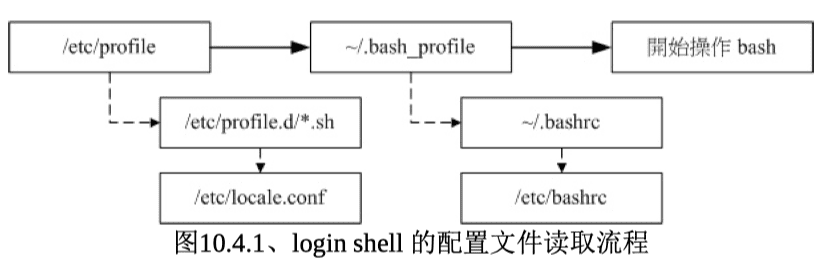 /etc/profile
~/.bash_profile
開始操作 bash
/etc/profile.d/*.sh
~/.bashrc
/etc/locale.conf
/etc/bashrc
图10.4.1、login shell 的配置文件读取流程